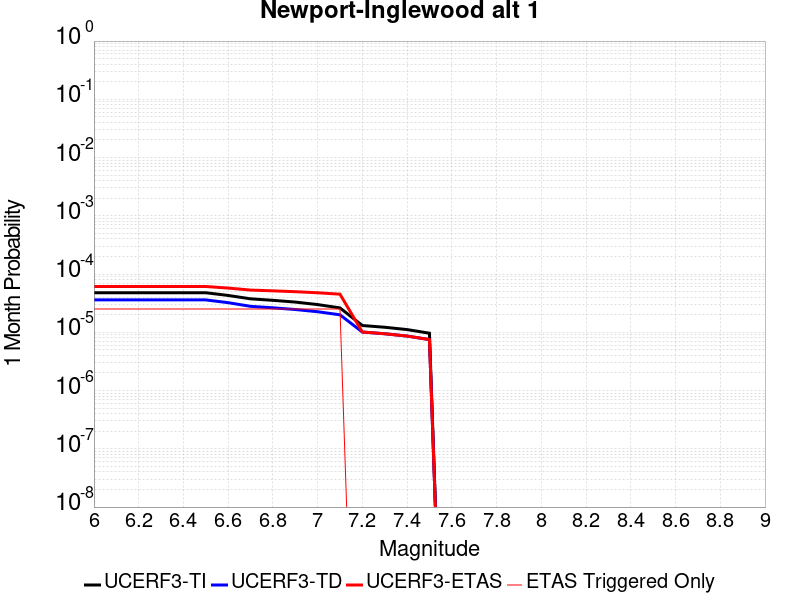 Newport-Inglewood alt 1
10 0
10 -1
10 -2
10 -3
10 -4
10 -5
10 -6
10 -7
10 -8
1 Month Probability
6 6.2 6.4 6.6 6.8 7 7.2 7.4 7.6 7.8 8 8.2 8.4 8.6 8.8 9
Magnitude
UCERF3-TI UCERF3-TD UCERF3-ETAS ETAS Triggered Only